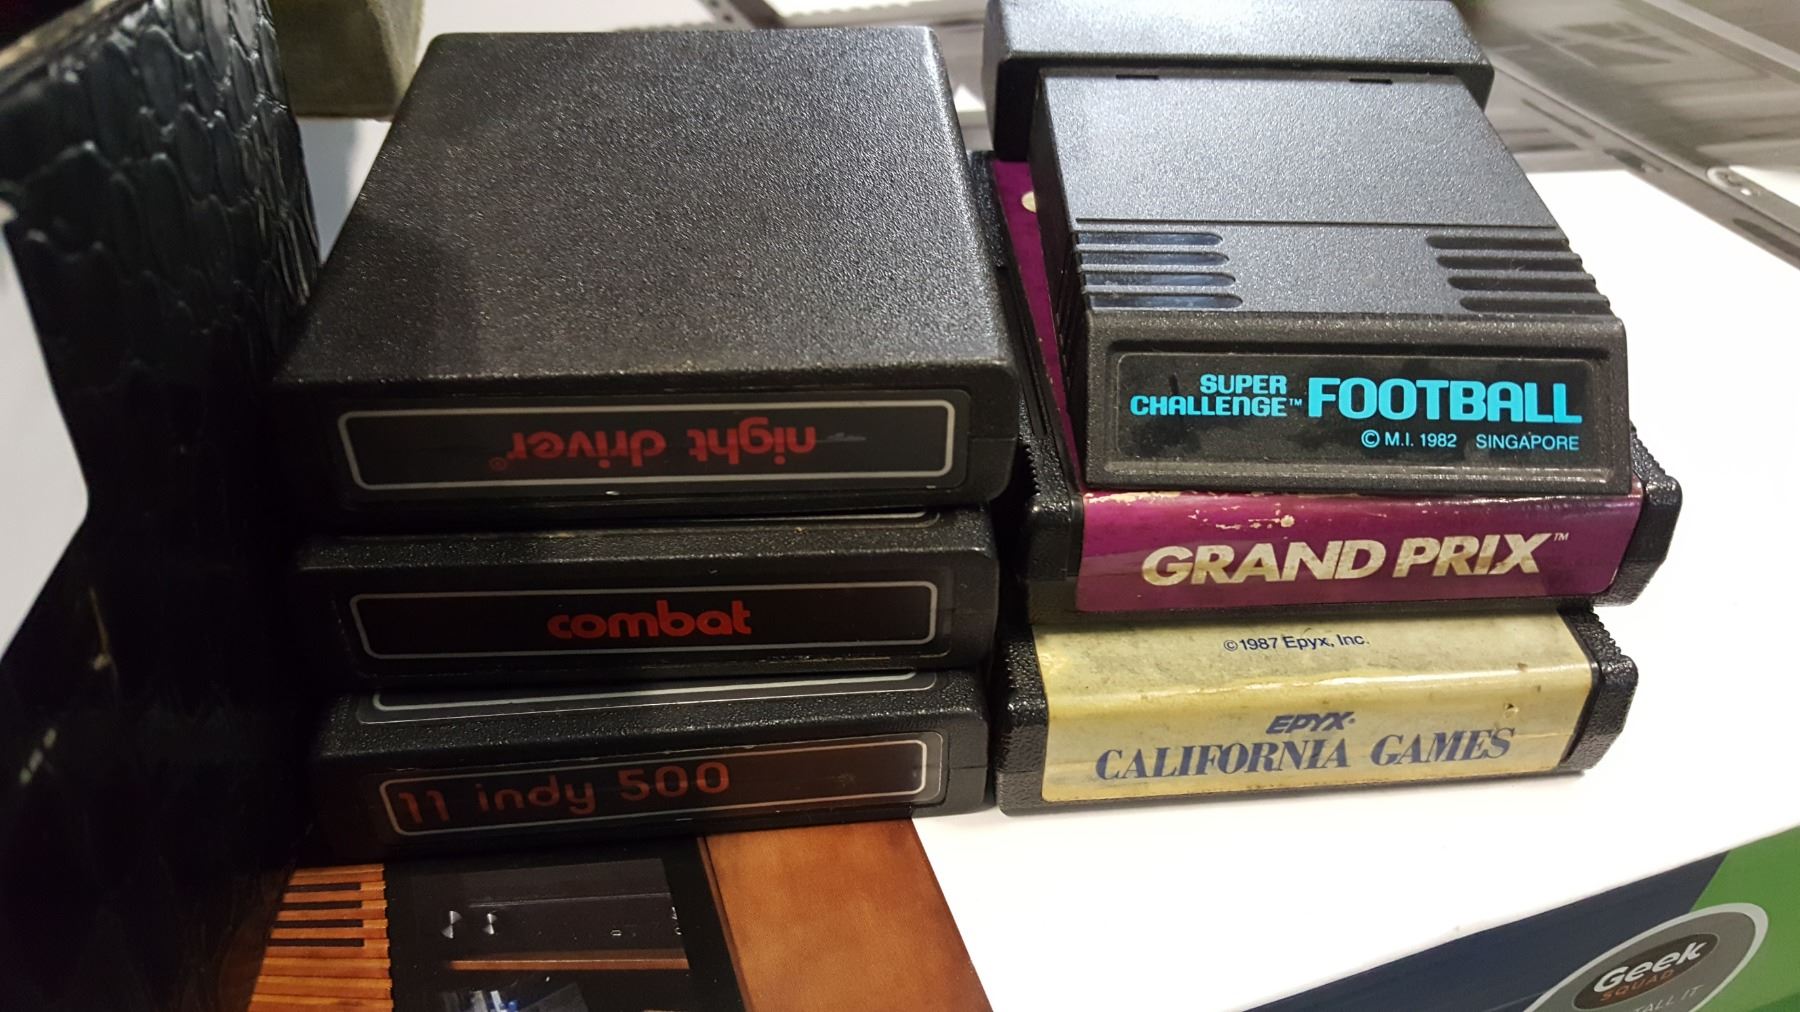 night driver®
combat
11 indy 500
SUPER
CHALLENGE™ FOOTBALL
© M.I. 1982 SINGAPORE
GRAND PRIX™
©1987 Epyx, Inc.
EPYX®
CALIFORNIA GAMES
Geek
SQUAD